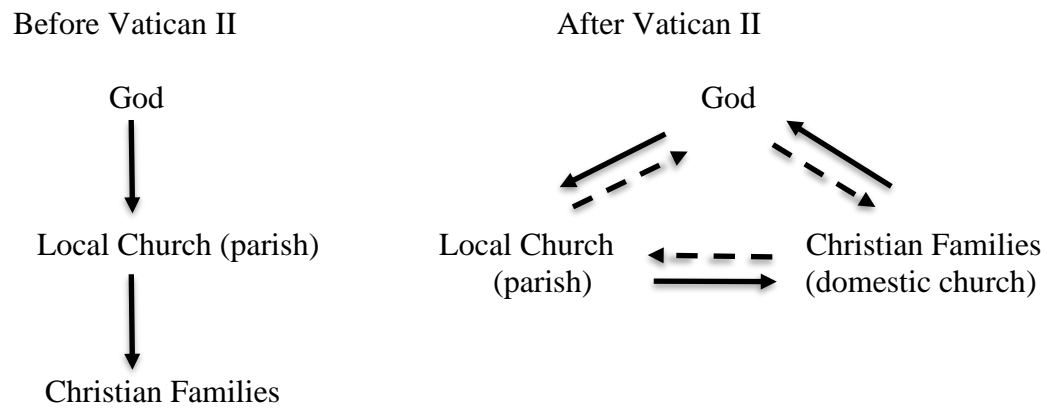 Before Vatican II
God
Local Church (parish)
Christian Families
After Vatican II
God
Local Church
(parish)
Christian Families
(domestic church)